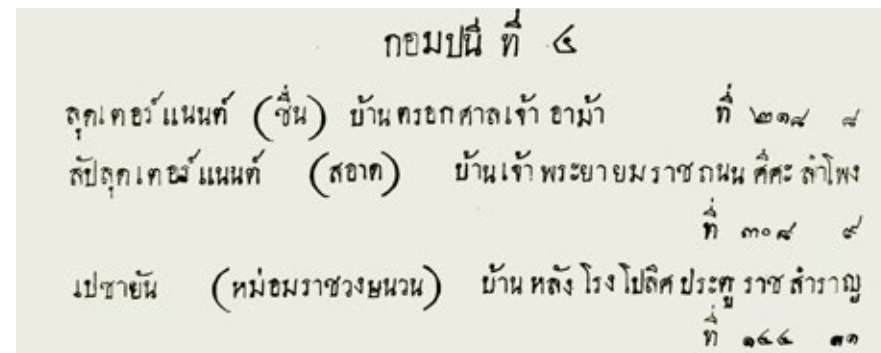 กอมปนี ที่ ๔
ลุคเตอร์แนนท์ (ชื่น) บ้านตรอกศาลเจ้า อาม้า ที่ ๒๑๘ ๘
สัปลุคเตอร์แนนท์ (สอาด) บ้านเจ้าพระยายมราชถนน ศีศะ ลำโพง
ที่ ๓๐๘ ๙
เปชายัน (หม่อมราชวงษนวน) บ้านหลังโรงโปลิศประตูราชสำราญ
ที่ ๑๔๔